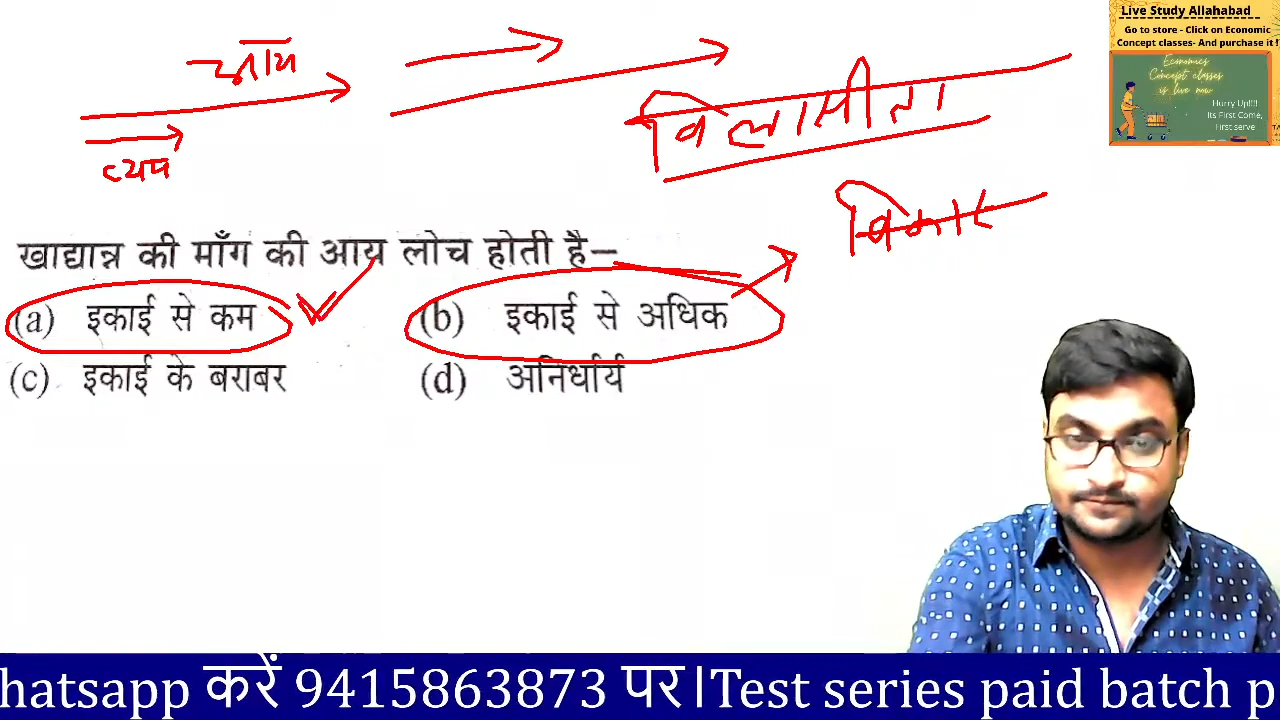 Live Study Allahabad
Go to store - Click on Economic
Concept classes- And purchase it !
Economics
Concept classes
is live now
Hurry Up!!!!
Its First Come,
First serve
आय
व्यय
विलासीता
विकार
खाद्यान्न की माँग की आय लोच होती है–
(a) इकाई से कम
(b) इकाई से अधिक
(c) इकाई के बराबर
(d) अनिर्धार्य
hatsapp करें 9415863873 पर।Test series paid batch p